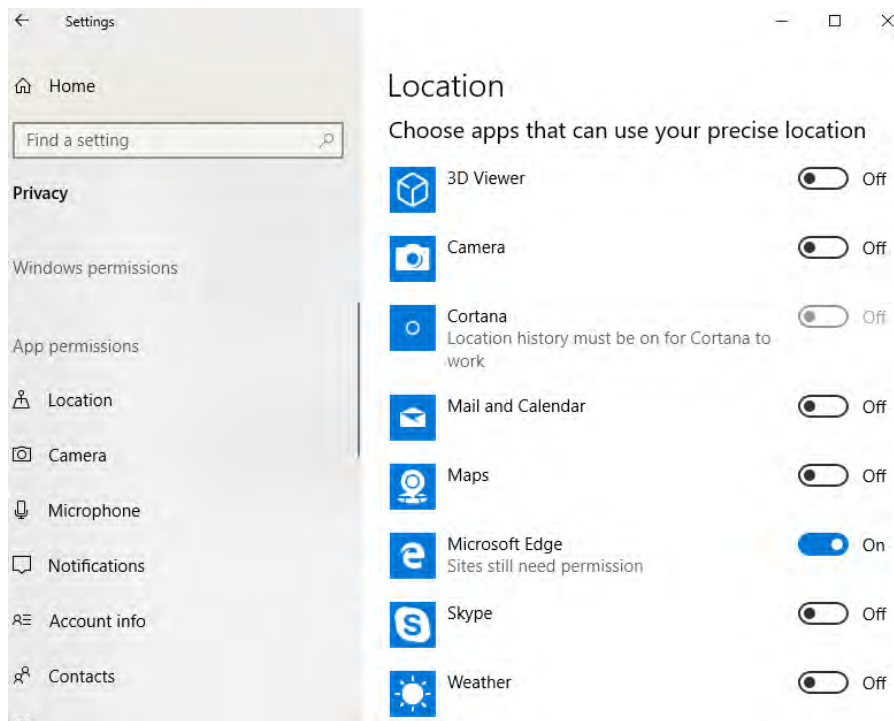 Settings
Home
Find a setting
Privacy
Windows permissions
App permissions
Location
Camera
Microphone
Notifications
Account info
Contacts
Location
Choose apps that can use your precise location
3D Viewer
Off
Camera
Off
Cortana
Off
Location history must be on for Cortana to
work
Mail and Calendar
Off
Maps
Off
Microsoft Edge
On
Sites still need permission
Skype
Off
Weather
Off